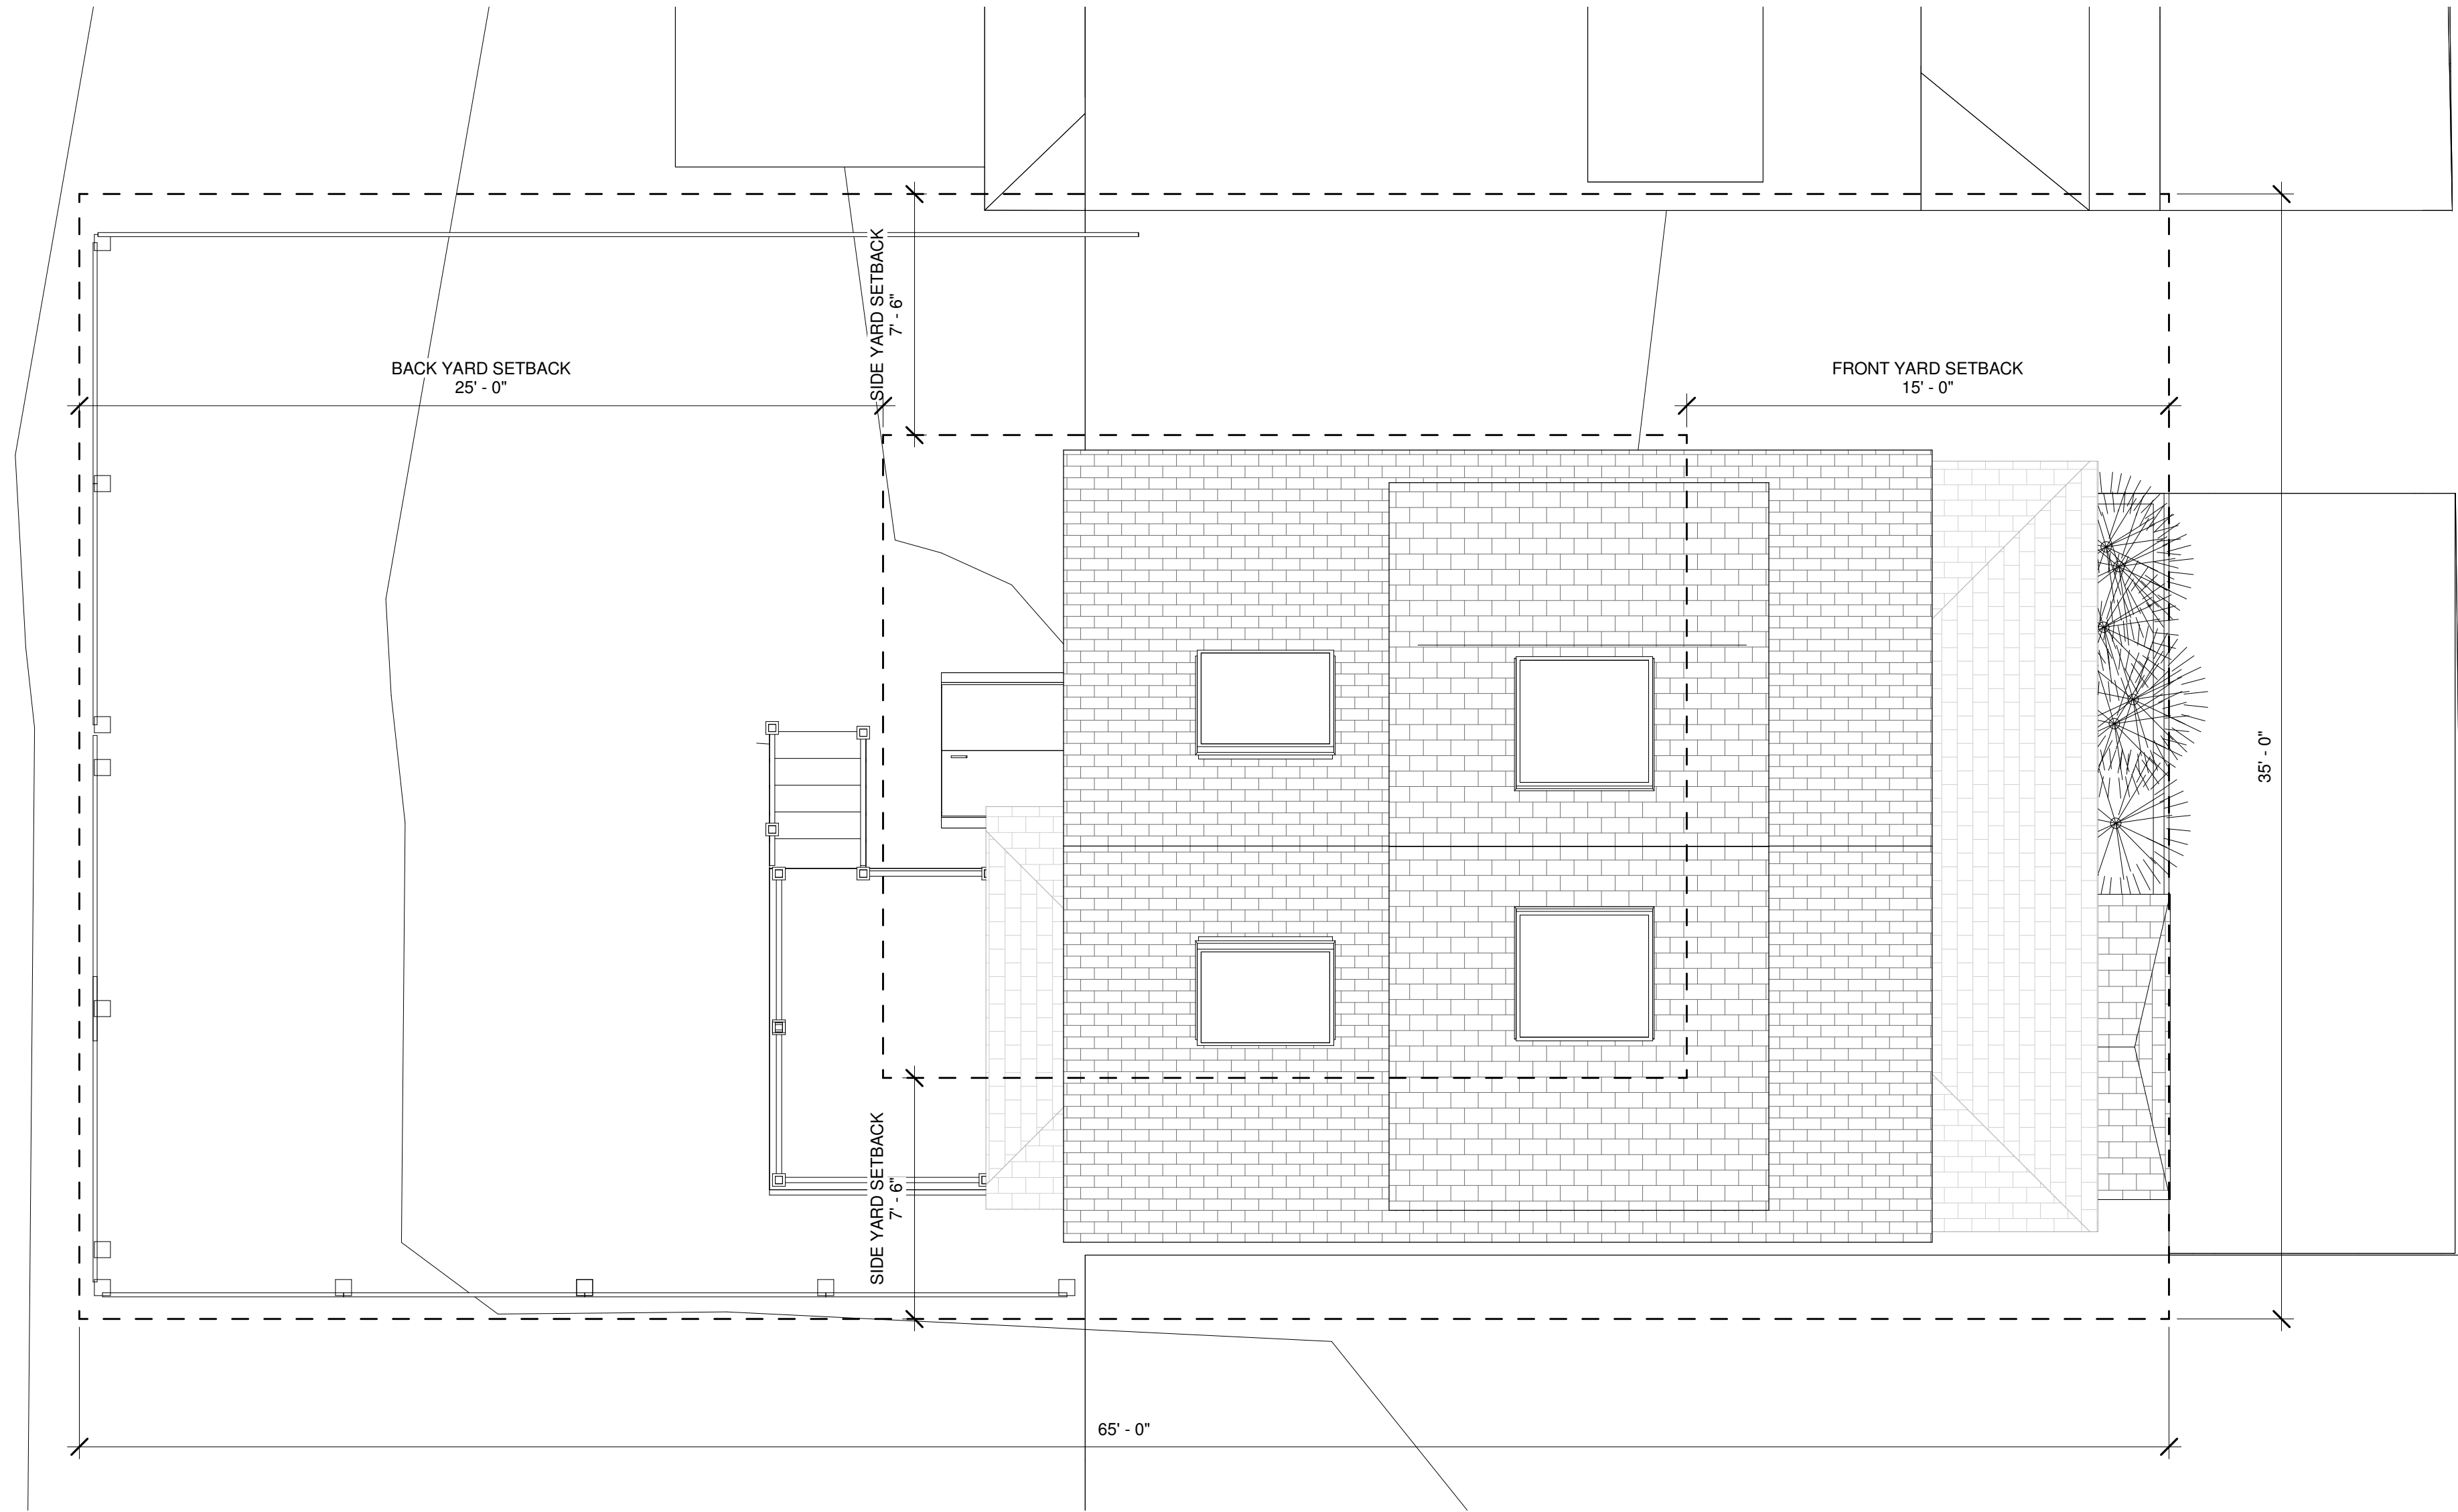 SIDE YARD SETBACK
7' - 6"
BACK YARD SETBACK
25' - 0"
FRONT YARD SETBACK
15' - 0"
35' - 0"
SIDE YARD SETBACK
7' - 6"
65' - 0"